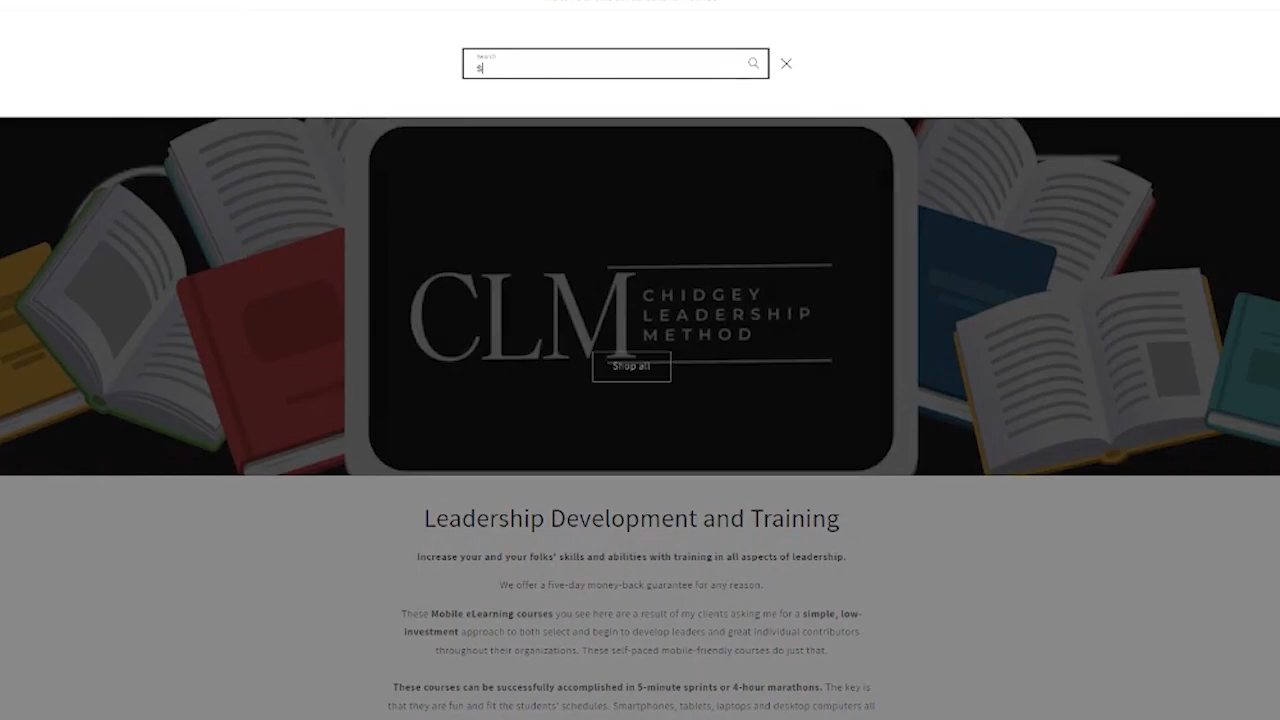 Search
s
CLM
CHIDGEY
LEADERSHIP
METHOD
Shop all
Leadership Development and Training
Increase your and your folks' skills and abilities with training in all aspects of leadership.
We offer a five-day money-back guarantee for any reason.
These Mobile eLearning courses you see here are a result of my clients asking me for a simple, low-
investment approach to both select and begin to develop leaders and great individual contributors
throughout their organizations. These self-paced mobile-friendly courses do just that.
These courses can be successfully accomplished in 5-minute sprints or 4-hour marathons. The key is
that they are fun and fit the students' schedules. Smartphones, tablets, laptops and desktop computers all